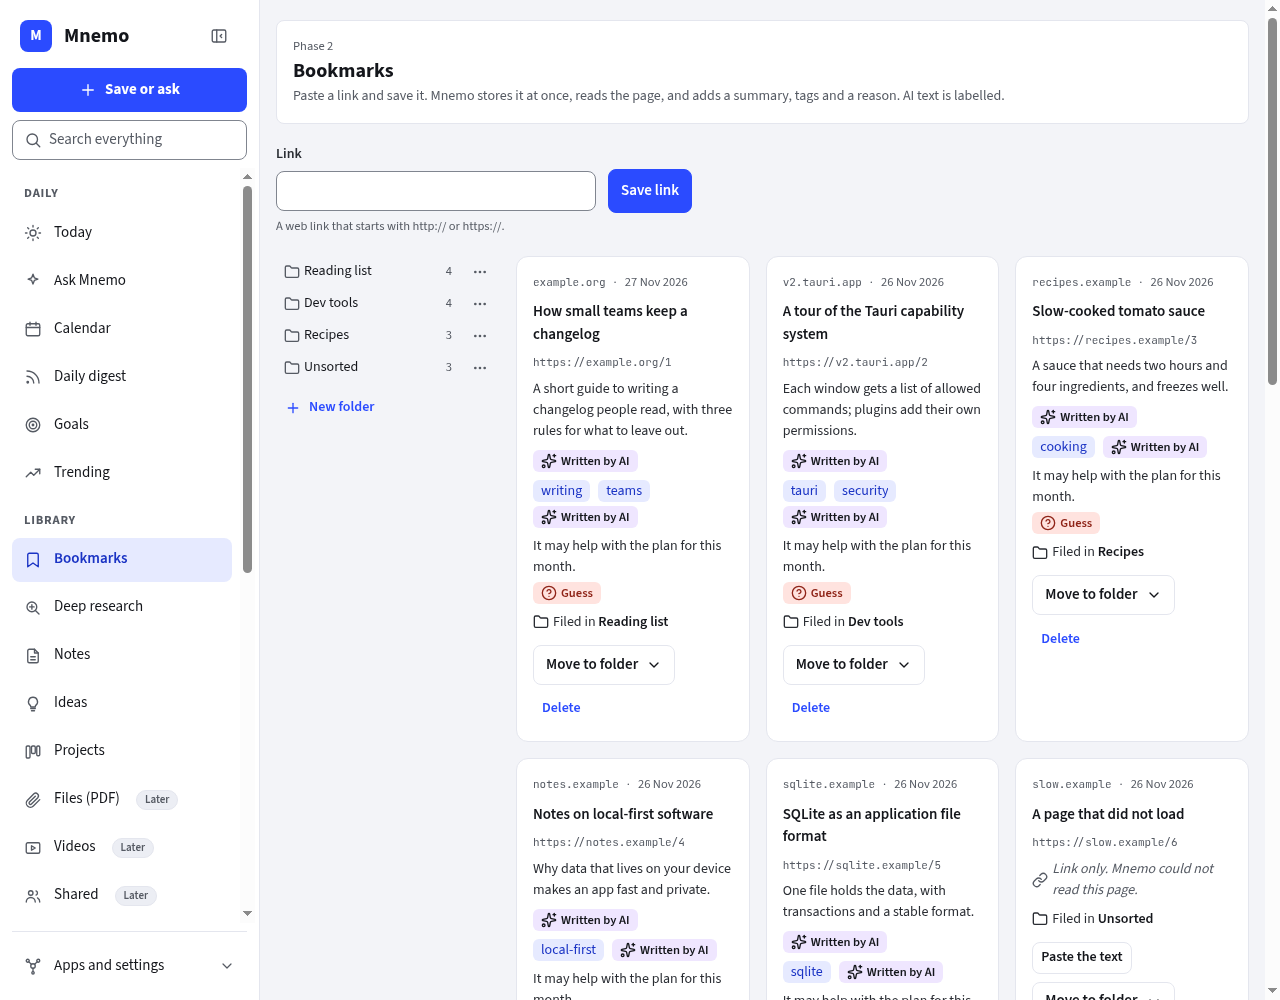 M Mnemo
Save or ask
Search everything
DAILY
Today
Ask Mnemo
Calendar
Daily digest
Goals
Trending
LIBRARY
Bookmarks
Deep research
Notes
Ideas
Projects
Files (PDF) Later
Videos Later
Shared Later
Apps and settings
Phase 2
Bookmarks
Paste a link and save it. Mnemo stores it at once, reads the page, and adds a summary, tags and a reason. AI text is labelled.
Link
Save link
A web link that starts with http:// or https://.
Reading list 4
Dev tools 4
Recipes 3
Unsorted 3
New folder
example.org · 27 Nov 2026
How small teams keep a
changelog
https://example.org/1
A short guide to writing a
changelog people read, with three
rules for what to leave out.
Written by AI
writing teams
Written by AI
It may help with the plan for this
month.
Guess
Filed in Reading list
Move to folder
Delete
v2.tauri.app · 26 Nov 2026
A tour of the Tauri capability
system
https://v2.tauri.app/2
Each window gets a list of allowed
commands; plugins add their own
permissions.
Written by AI
tauri security
Written by AI
It may help with the plan for this
month.
Guess
Filed in Dev tools
Move to folder
Delete
recipes.example · 26 Nov 2026
Slow-cooked tomato sauce
https://recipes.example/3
A sauce that needs two hours and
four ingredients, and freezes well.
Written by AI
cooking Written by AI
It may help with the plan for this
month.
Guess
Filed in Recipes
Move to folder
Delete
notes.example · 26 Nov 2026
Notes on local-first software
https://notes.example/4
Why data that lives on your device
makes an app fast and private.
Written by AI
local-first Written by AI
It may help with the plan for this
month.
sqlite.example · 26 Nov 2026
SQLite as an application file
format
https://sqlite.example/5
One file holds the data, with
transactions and a stable format.
Written by AI
sqlite Written by AI
It may help with the plan for this
slow.example · 26 Nov 2026
A page that did not load
https://slow.example/6
Link only. Mnemo could not
read this page.
Filed in Unsorted
Paste the text
Move to folder